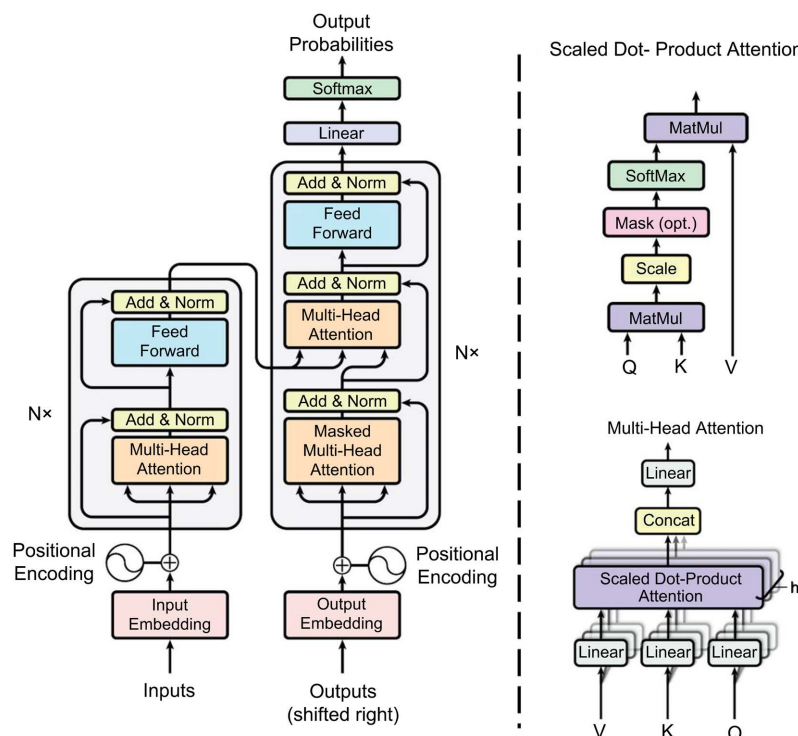 Output
Probabilities
Softmax
Linear
Add & Norm
Feed
Forward
Add & Norm
Multi-Head
Attention
N×
Add & Norm
Masked
Multi-Head
Attention
Add & Norm
Feed
Forward
N×
Add & Norm
Multi-Head
Attention
Positional
Encoding
Positional
Encoding
Input
Embedding
Output
Embedding
Inputs
Outputs
(shifted right)
Scaled Dot- Product Attention
MatMul
SoftMax
Mask (opt.)
Scale
MatMul
Q K V
Multi-Head Attention
Linear
Concat
Scaled Dot-Product
Attention
h
Linear Linear Linear
V K Q